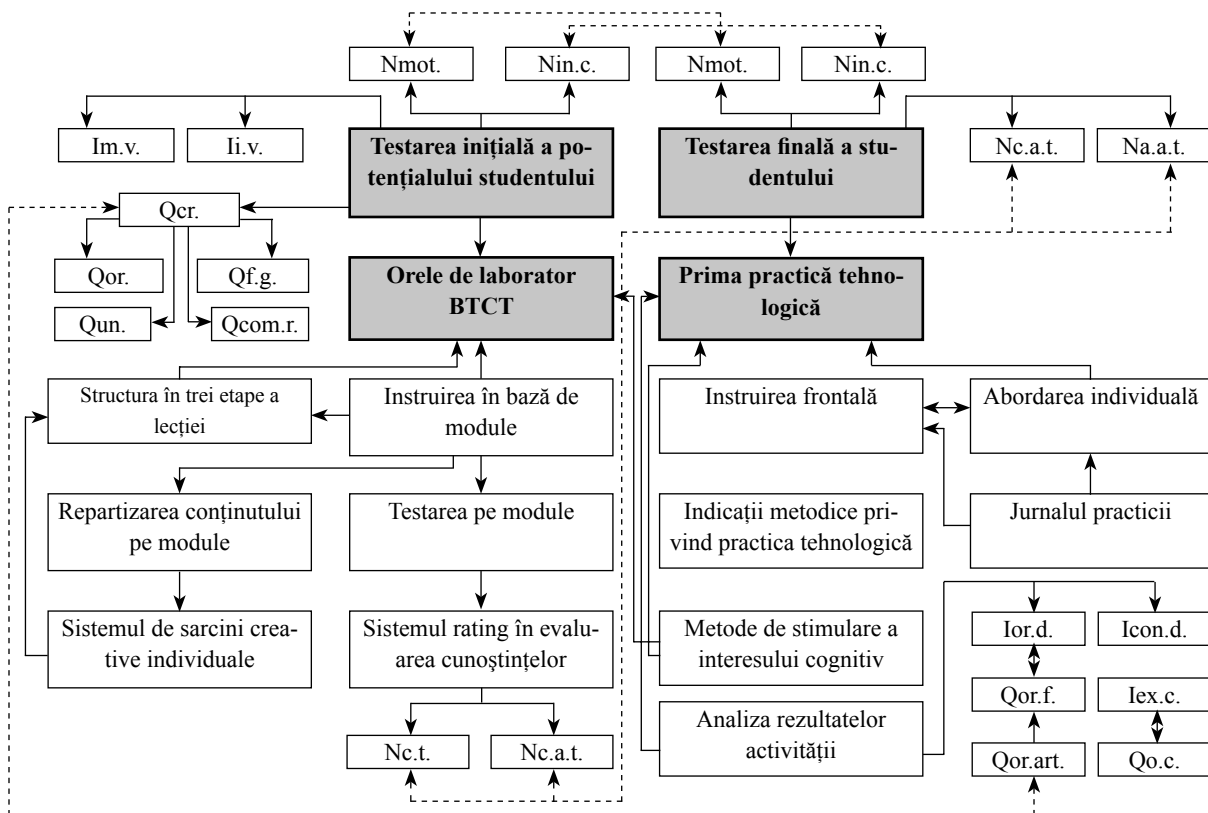 Nmot.
Nin.c.
Nmot.
Nin.c.
Im.v.
Ii.v.
Testarea inițială a po-
tențialului studentului
Testarea finală a stu-
dentului
Nc.a.t.
Na.a.t.
Qcr.
Qor.
Qf.g.
Qun.
Qcom.r.
Orele de laborator
BTCT
Prima practică tehno-
logică
Structura în trei etape a
lecției
Instruirea în bază de
module
Instruirea frontală
Abordarea individuală
Repartizarea conținutului
pe module
Testarea pe module
Indicații metodice pri-
vind practica tehnologică
Jurnalul practicii
Sistemul de sarcini crea-
tive individuale
Sistemul rating în evalu-
area cunoştințelor
Metode de stimulare a
interesului cognitiv
Ior.d.
Icon.d.
Analiza rezultatelor
activității
Qor.f.
Iex.c.
Nc.t.
Nc.a.t.
Qor.art.
Qo.c.